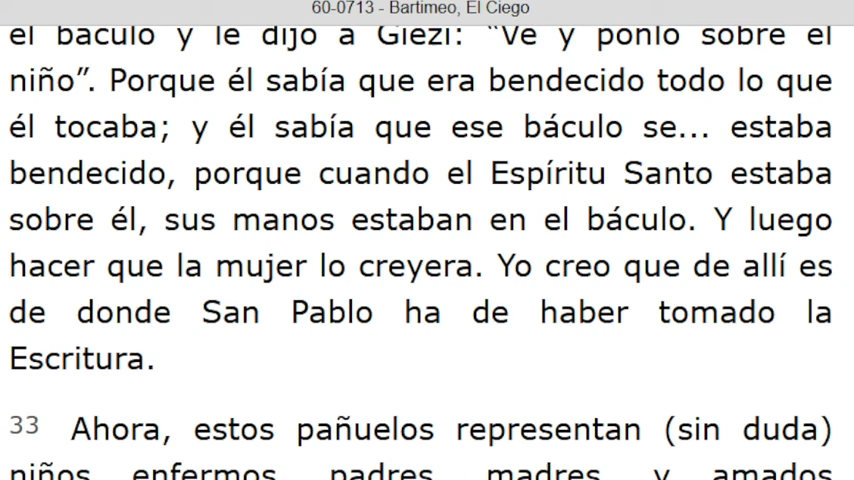 60-0713 - Bartimeo, El Ciego
el báculo y le dijo a Giezi: “Ve y ponlo sobre el
niño”. Porque él sabía que era bendecido todo lo que
él tocaba; y él sabía que ese báculo se... estaba
bendecido, porque cuando el Espíritu Santo estaba
sobre él, sus manos estaban en el báculo. Y luego
hacer que la mujer lo creyera. Yo creo que de allí es
de donde San Pablo ha de haber tomado la
Escritura.
33 Ahora, estos pañuelos representan (sin duda)
niños enfermos, padres, madres, y amados